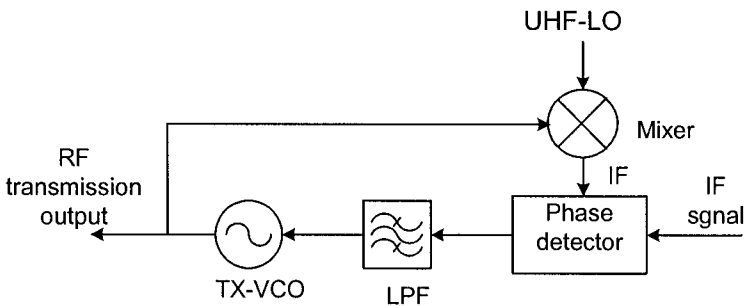 UHF-LO
Mixer
RF
transmission
output
IF
IF
sgnal
Phase
detector
TX-VCO
LPF